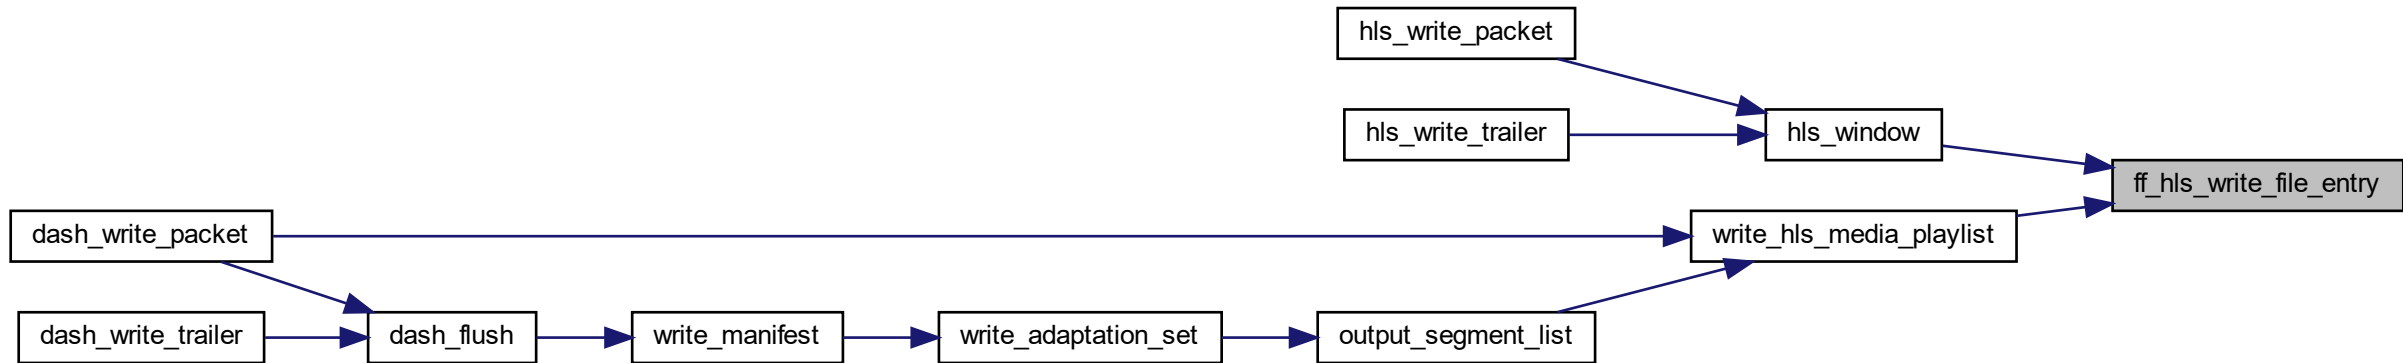 hls_write_packet
hls_write_trailer
hls_window
ff_hls_write_file_entry
dash_write_packet
write_hls_media_playlist
dash_write_trailer
dash_flush
write_manifest
write_adaptation_set
output_segment_list